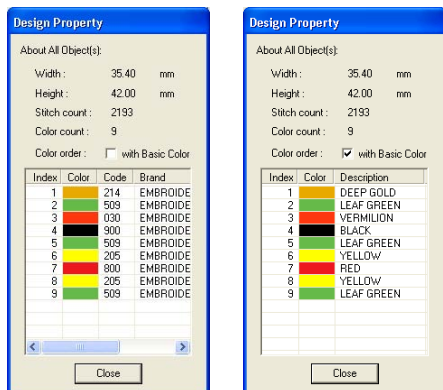 Design Property
About All Object(s):
Width : 35.40 mm
Height : 42.00 mm
Stitch count : 2193
Color count : 9
Color order : with Basic Color
Index Color Code Brand
1 214 EMBROIDE
2 509 EMBROIDE
3 030 EMBROIDE
4 900 EMBROIDE
5 509 EMBROIDE
6 205 EMBROIDE
7 800 EMBROIDE
8 205 EMBROIDE
9 509 EMBROIDE
Close
Design Property
About All Object(s):
Width : 35.40 mm
Height : 42.00 mm
Stitch count : 2193
Color count : 9
Color order : with Basic Color
Index Color Description
1 DEEP GOLD
2 LEAF GREEN
3 VERMILION
4 BLACK
5 LEAF GREEN
6 YELLOW
7 RED
8 YELLOW
9 LEAF GREEN
Close